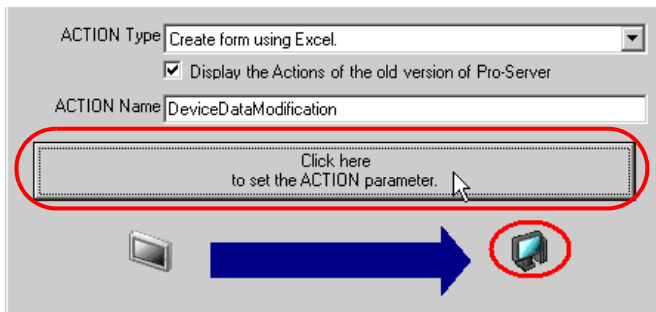 ACTION Type Create form using Excel.
Display the Actions of the old version of Pro-Server
ACTION Name DeviceDataModification
Click here
to set the ACTION parameter.